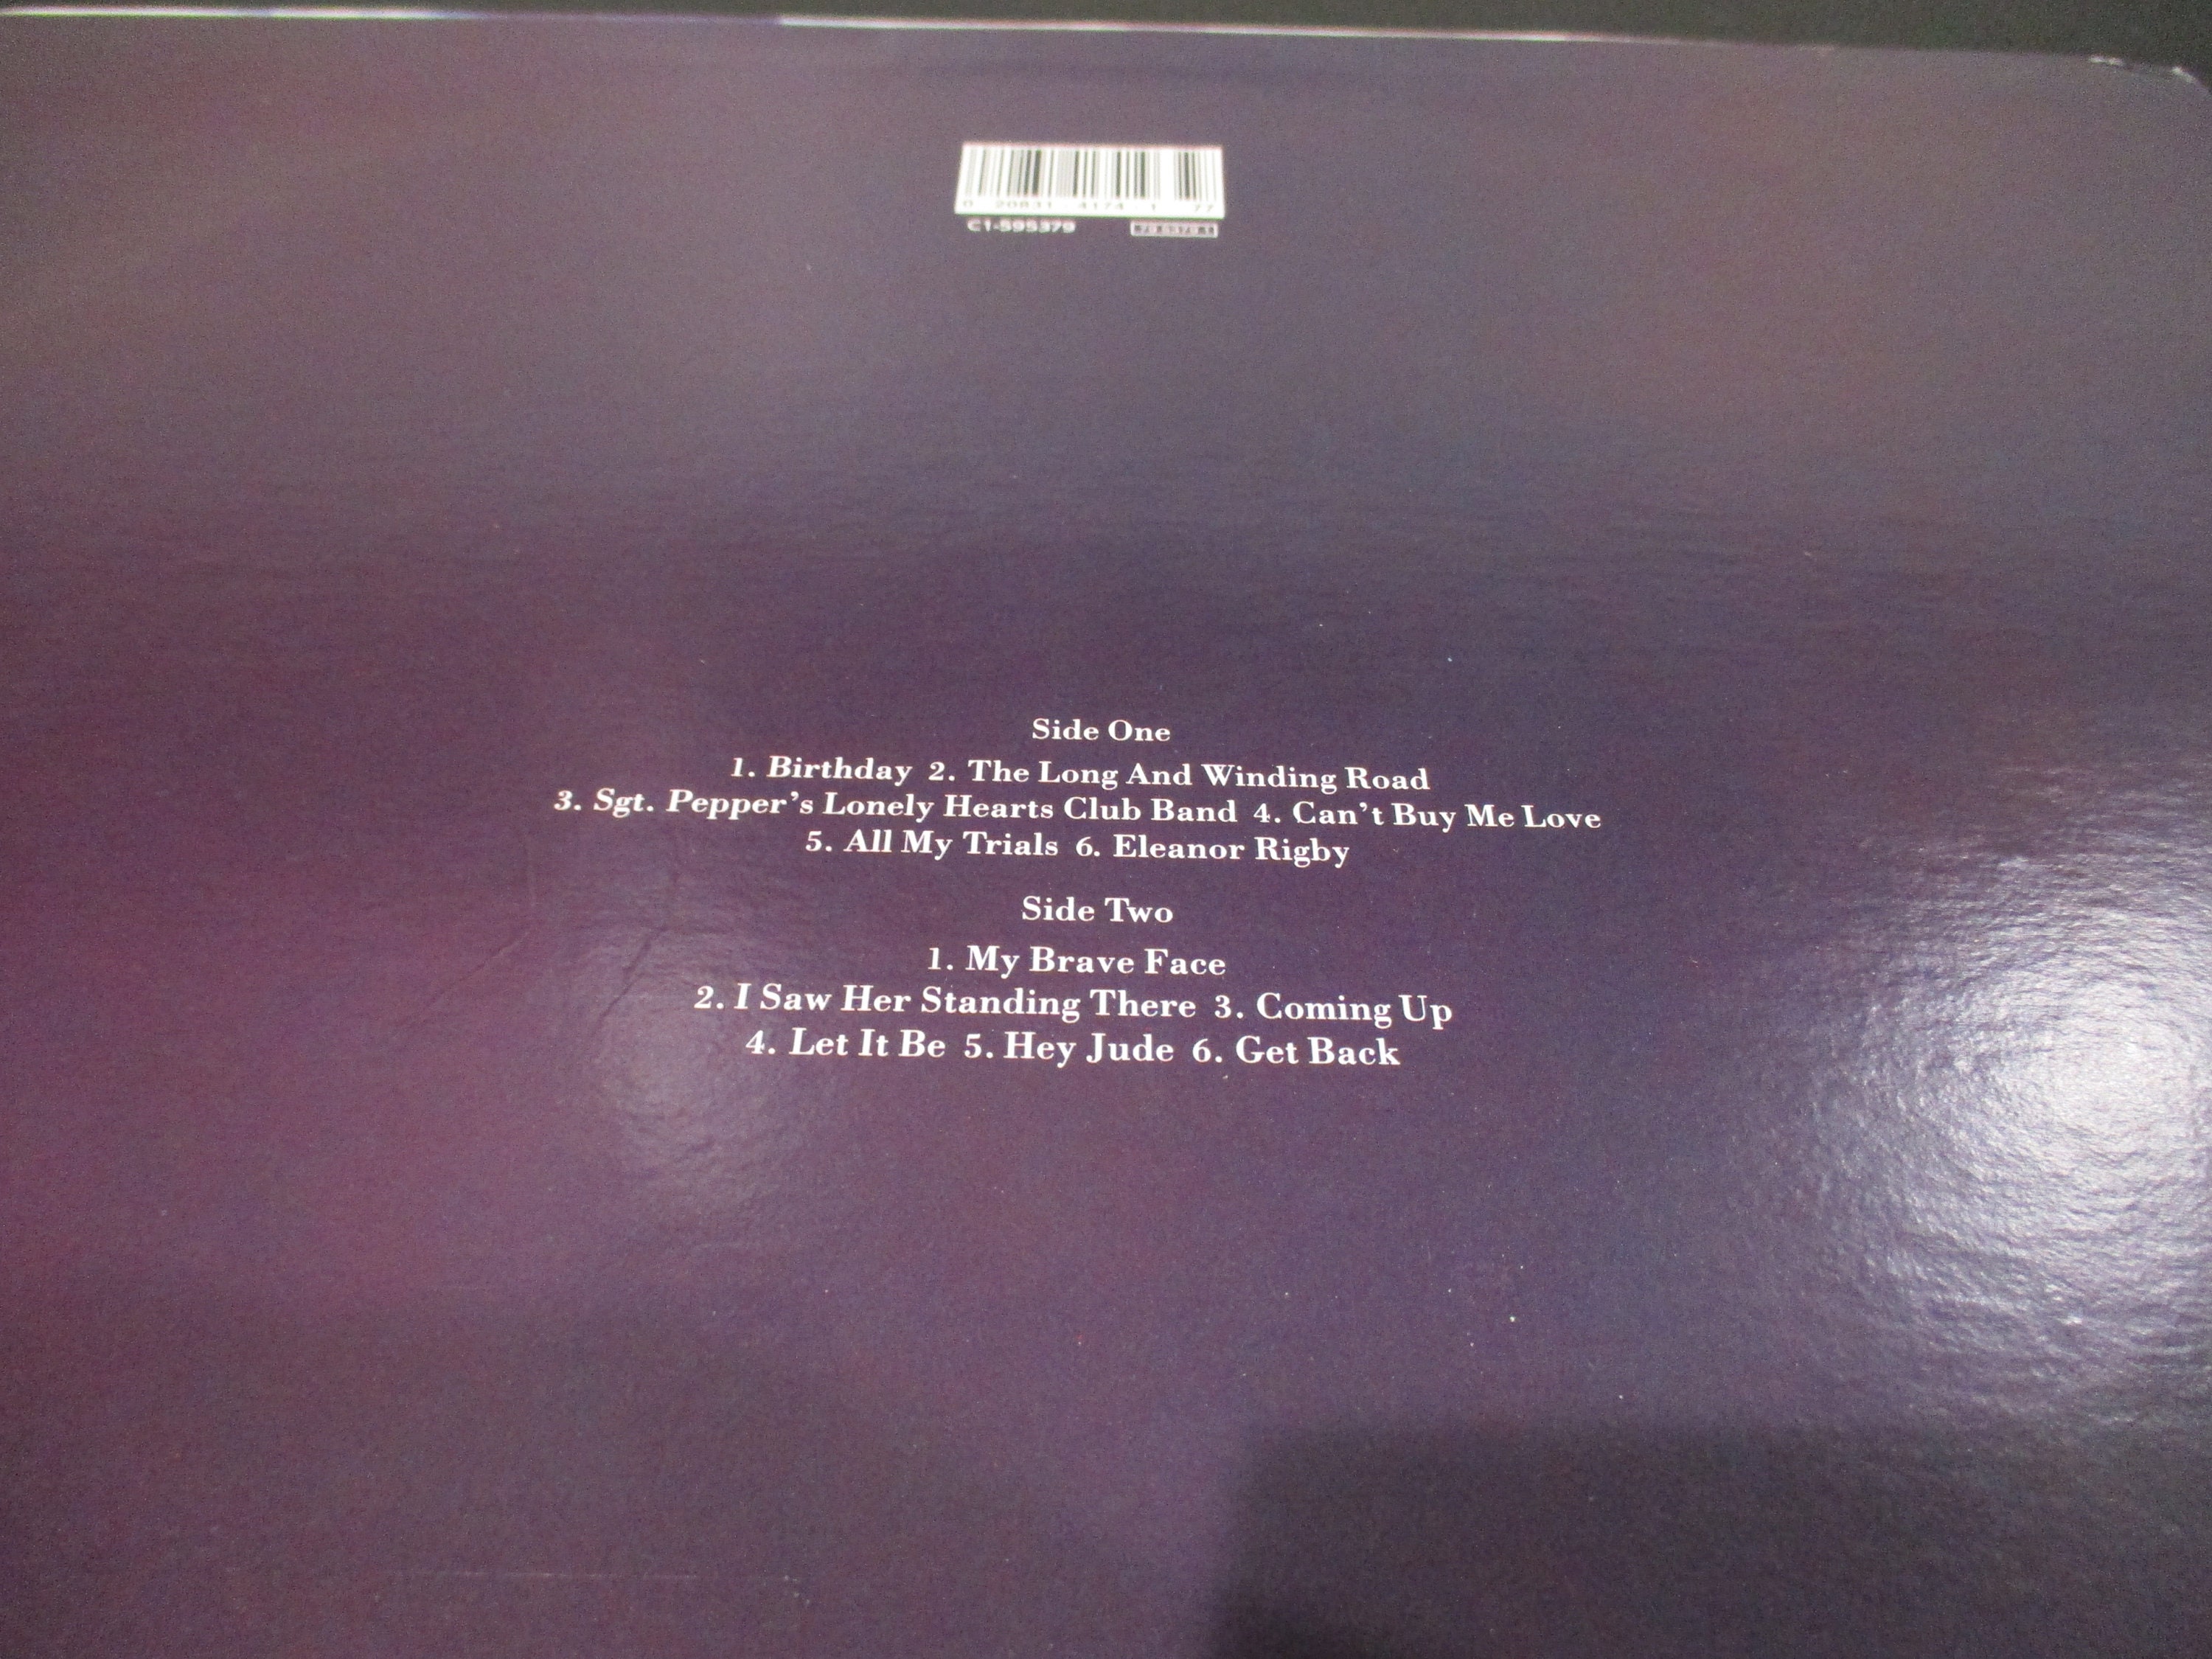 C1-595379
Side One
1. Birthday 2. The Long And Winding Road
3. Sgt. Pepper's Lonely Hearts Club Band 4. Can't Buy Me Love
5. All My Trials 6. Eleanor Rigby
Side Two
1. My Brave Face
2. I Saw Her Standing There 3. Coming Up
4. Let It Be 5. Hey Jude 6. Get Back